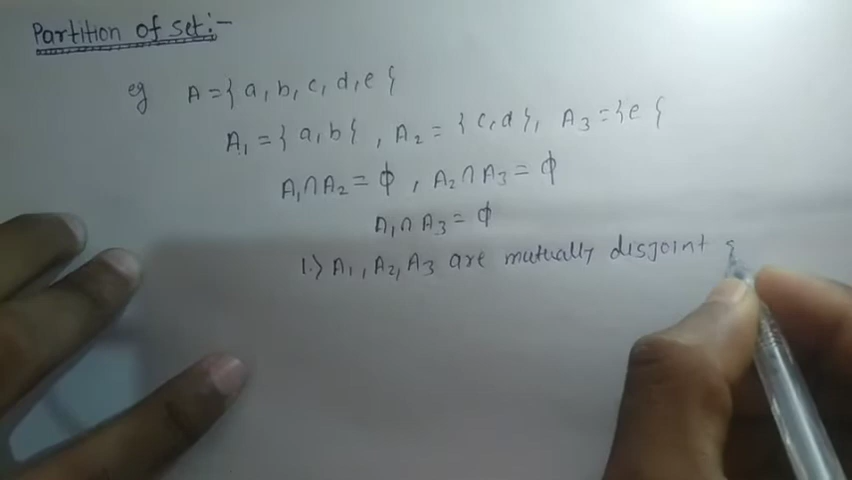 Partition of set:-
eg A = { a, b, c, d, e }
A₁ = { a, b }, A₂ = { c, d }, A₃ = { e }
A₁ ∩ A₂ = ϕ, A₂ ∩ A₃ = ϕ
A₁ ∩ A₃ = ϕ
1.) A₁, A₂, A₃ are mutually disjoint